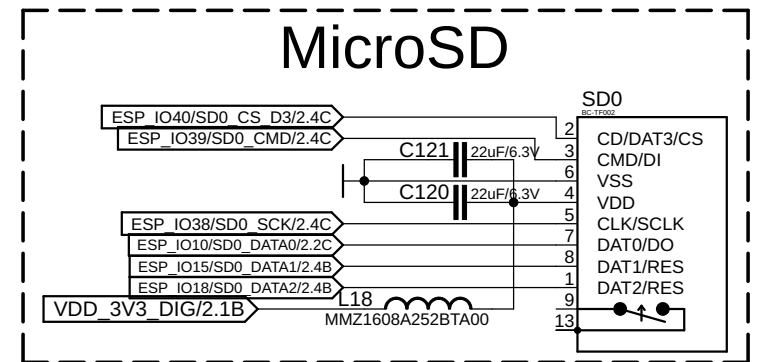 MicroSD
SD0
BC-TF002
ESP_IO40/SD0_CS_D3/2.4C
ESP_IO39/SD0_CMD/2.4C
2 CD/DAT3/CS
C121 22uF/6.3V
3 CMD/DI
6 VSS
C120 22uF/6.3V
4 VDD
ESP_IO38/SD0_SCK/2.4C
5 CLK/SCLK
ESP_IO10/SD0_DATA0/2.2C
7 DAT0/DO
ESP_IO15/SD0_DATA1/2.4B
8 DAT1/RES
ESP_IO18/SD0_DATA2/2.4B
1 DAT2/RES
VDD_3V3_DIG/2.1B
L18
9
MMZ1608A252BTA00
13